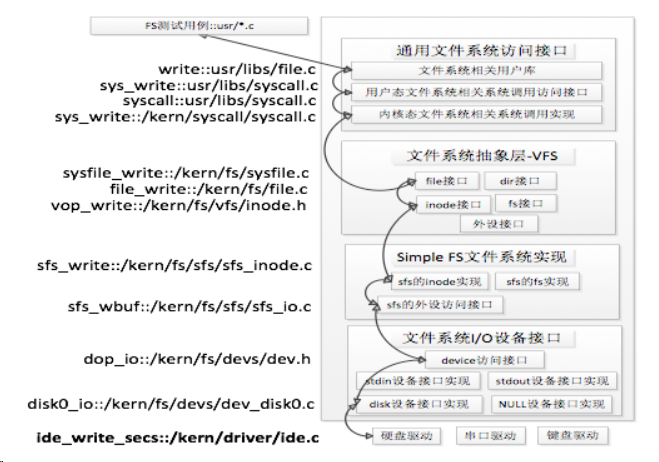 FS测试用例::usr/*.c
通用文件系统访问接口
write::usr/libs/file.c
文件系统相关用户库
sys_write::usr/libs/syscall.c
用户态文件系统相关系统调用访问接口
syscall::usr/libs/syscall.c
sys_write::/kern/syscall/syscall.c
内核态文件系统相关系统调用实现
文件系统抽象层-VFS
sysfile_write::/kern/fs/sysfile.c
file接口
dir接口
file_write::/kern/fs/file.c
vop_write::/kern/fs/vfs/inode.h
inode接口
fs接口
外设接口
Simple FS文件系统实现
sfs_write::/kern/fs/sfs/sfs_inode.c
sfs的inode实现
sfs的fs实现
sfs_wbuf::/kern/fs/sfs/sfs_io.c
sfs的外设访问接口
文件系统I/O设备接口
dop_io::/kern/fs/devs/dev.h
device访问接口
stdin设备接口实现
stdout设备接口实现
disk0_io::/kern/fs/devs/dev_disk0.c
disk设备接口实现
NULL设备接口实现
ide_write_secs::/kern/driver/ide.c
硬盘驱动
串口驱动
键盘驱动